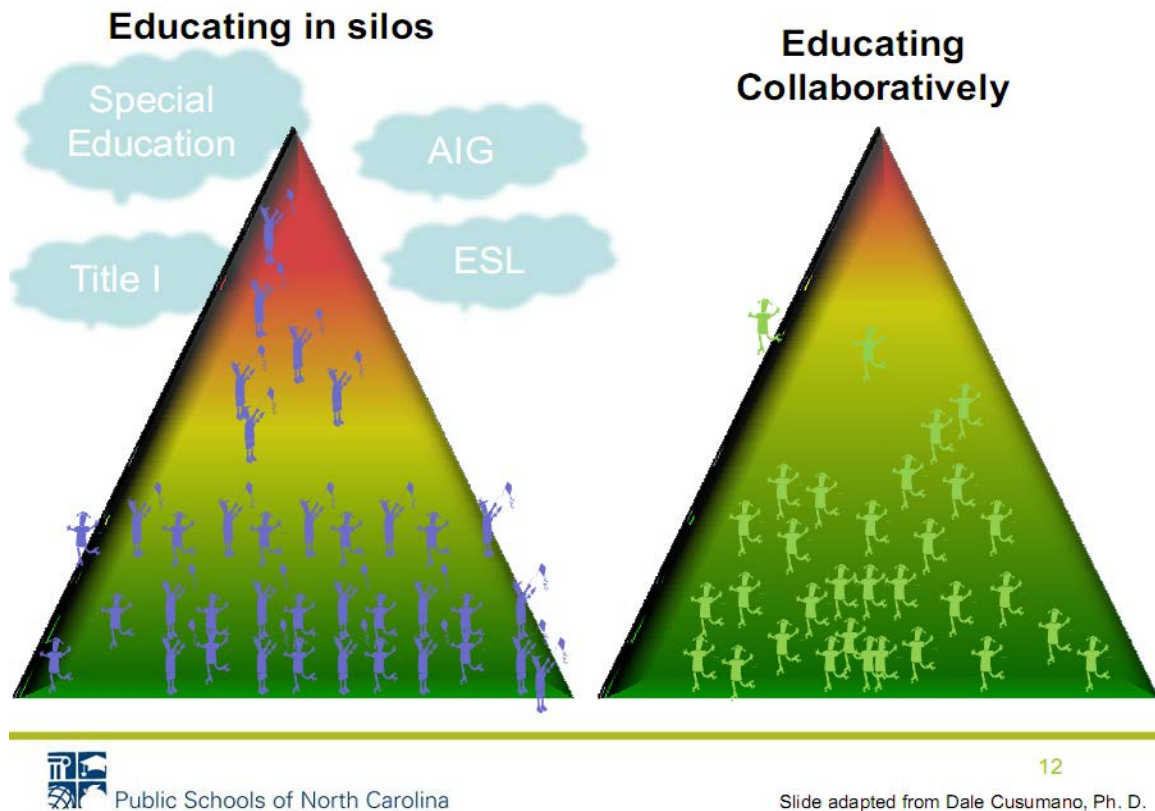 Educating in silos
Educating
Collaboratively
Special
Education
AIG
Title I
ESL
12
Public Schools of North Carolina
Slide adapted from Dale Cusumano, Ph. D.